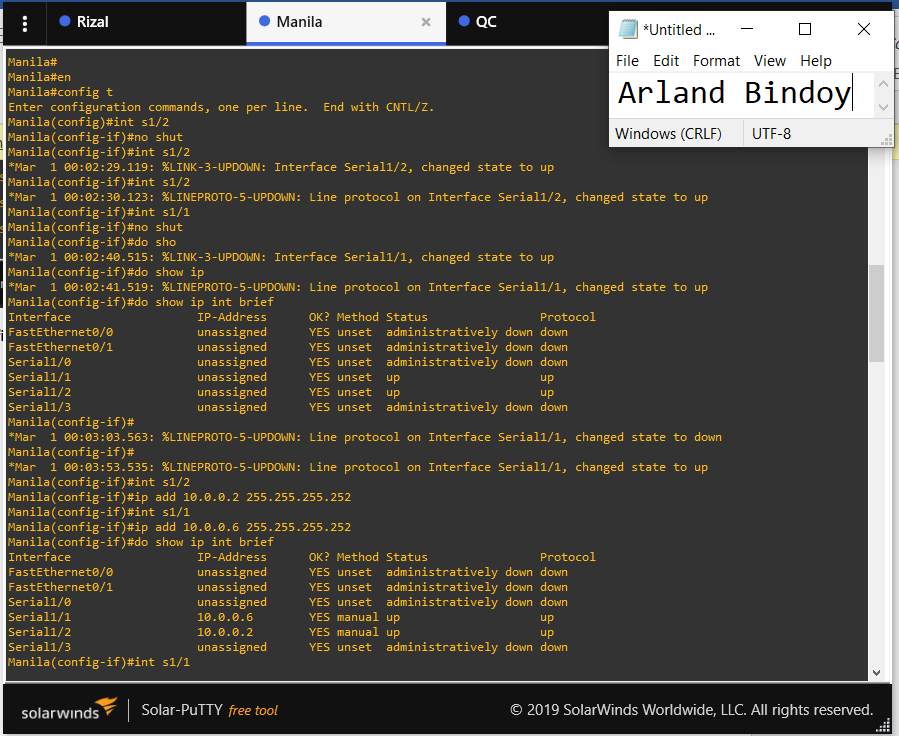 Rizal
Manila ×
QC
*Untitled ...
File Edit Format View Help
Arland Bindoy
Windows (CRLF) UTF-8
Manila#
Manila#en
Manila#config t
Enter configuration commands, one per line.  End with CNTL/Z.
Manila(config)#int s1/2
Manila(config-if)#no shut
Manila(config-if)#int s1/2
*Mar  1 00:02:29.119: %LINK-3-UPDOWN: Interface Serial1/2, changed state to up
Manila(config-if)#int s1/2
*Mar  1 00:02:30.123: %LINEPROTO-5-UPDOWN: Line protocol on Interface Serial1/2, changed state to up
Manila(config-if)#int s1/1
Manila(config-if)#no shut
Manila(config-if)#do sho
*Mar  1 00:02:40.515: %LINK-3-UPDOWN: Interface Serial1/1, changed state to up
Manila(config-if)#do show ip
*Mar  1 00:02:41.519: %LINEPROTO-5-UPDOWN: Line protocol on Interface Serial1/1, changed state to up
Manila(config-if)#do show ip int brief
Interface                  IP-Address      OK? Method Status                Protocol
FastEthernet0/0            unassigned      YES unset  administratively down down
FastEthernet0/1            unassigned      YES unset  administratively down down
Serial1/0                  unassigned      YES unset  administratively down down
Serial1/1                  unassigned      YES unset  up                    up
Serial1/2                  unassigned      YES unset  up                    up
Serial1/3                  unassigned      YES unset  administratively down down
Manila(config-if)#
*Mar  1 00:03:03.563: %LINEPROTO-5-UPDOWN: Line protocol on Interface Serial1/1, changed state to down
Manila(config-if)#
*Mar  1 00:03:53.535: %LINEPROTO-5-UPDOWN: Line protocol on Interface Serial1/1, changed state to up
Manila(config-if)#int s1/2
Manila(config-if)#ip add 10.0.0.2 255.255.255.252
Manila(config-if)#int s1/1
Manila(config-if)#ip add 10.0.0.6 255.255.255.252
Manila(config-if)#do show ip int brief
Interface                  IP-Address      OK? Method Status                Protocol
FastEthernet0/0            unassigned      YES unset  administratively down down
FastEthernet0/1            unassigned      YES unset  administratively down down
Serial1/0                  unassigned      YES unset  administratively down down
Serial1/1                  10.0.0.6        YES manual up                    up
Serial1/2                  10.0.0.2        YES manual up                    up
Serial1/3                  unassigned      YES unset  administratively down down
Manila(config-if)#int s1/1
solarwinds Solar-PuTTY free tool © 2019 SolarWinds Worldwide, LLC. All rights reserved.